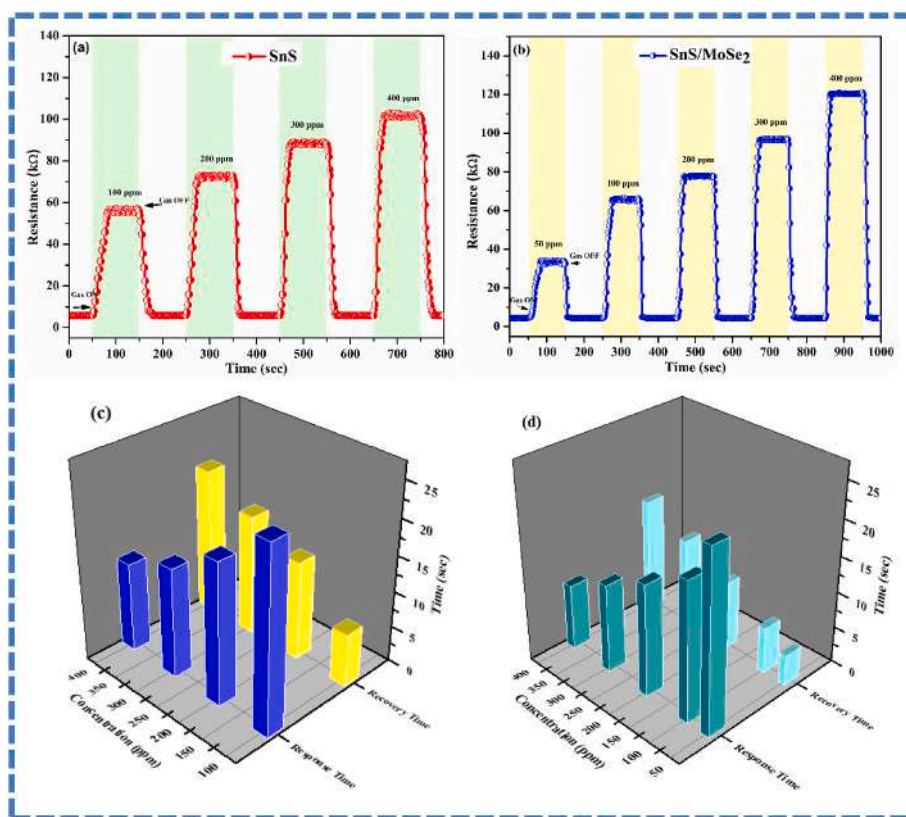 (a)
SnS
140
120
100
80
60
40
20
0
Resistance (kΩ)
100 ppm
200 ppm
300 ppm
400 ppm
Gas OFF
0 100 200 300 400 500 600 700 800
Time (sec)
(b)
SnS/MoSe2
140
120
100
80
60
40
20
0
Resistance (kΩ)
50 ppm
100 ppm
200 ppm
300 ppm
400 ppm
Gas OFF
0 100 200 300 400 500 600 700 800 900 1000
Time (sec)
(c)
25
20
15
10
5
0
Time (sec)
400
350
300
250
200
150
100
Concentration (ppm)
Recovery Time
Response Time
(d)
25
20
15
10
5
0
Time (sec)
400
350
300
250
200
150
100
50
Concentration (ppm)
Recovery Time
Response Time